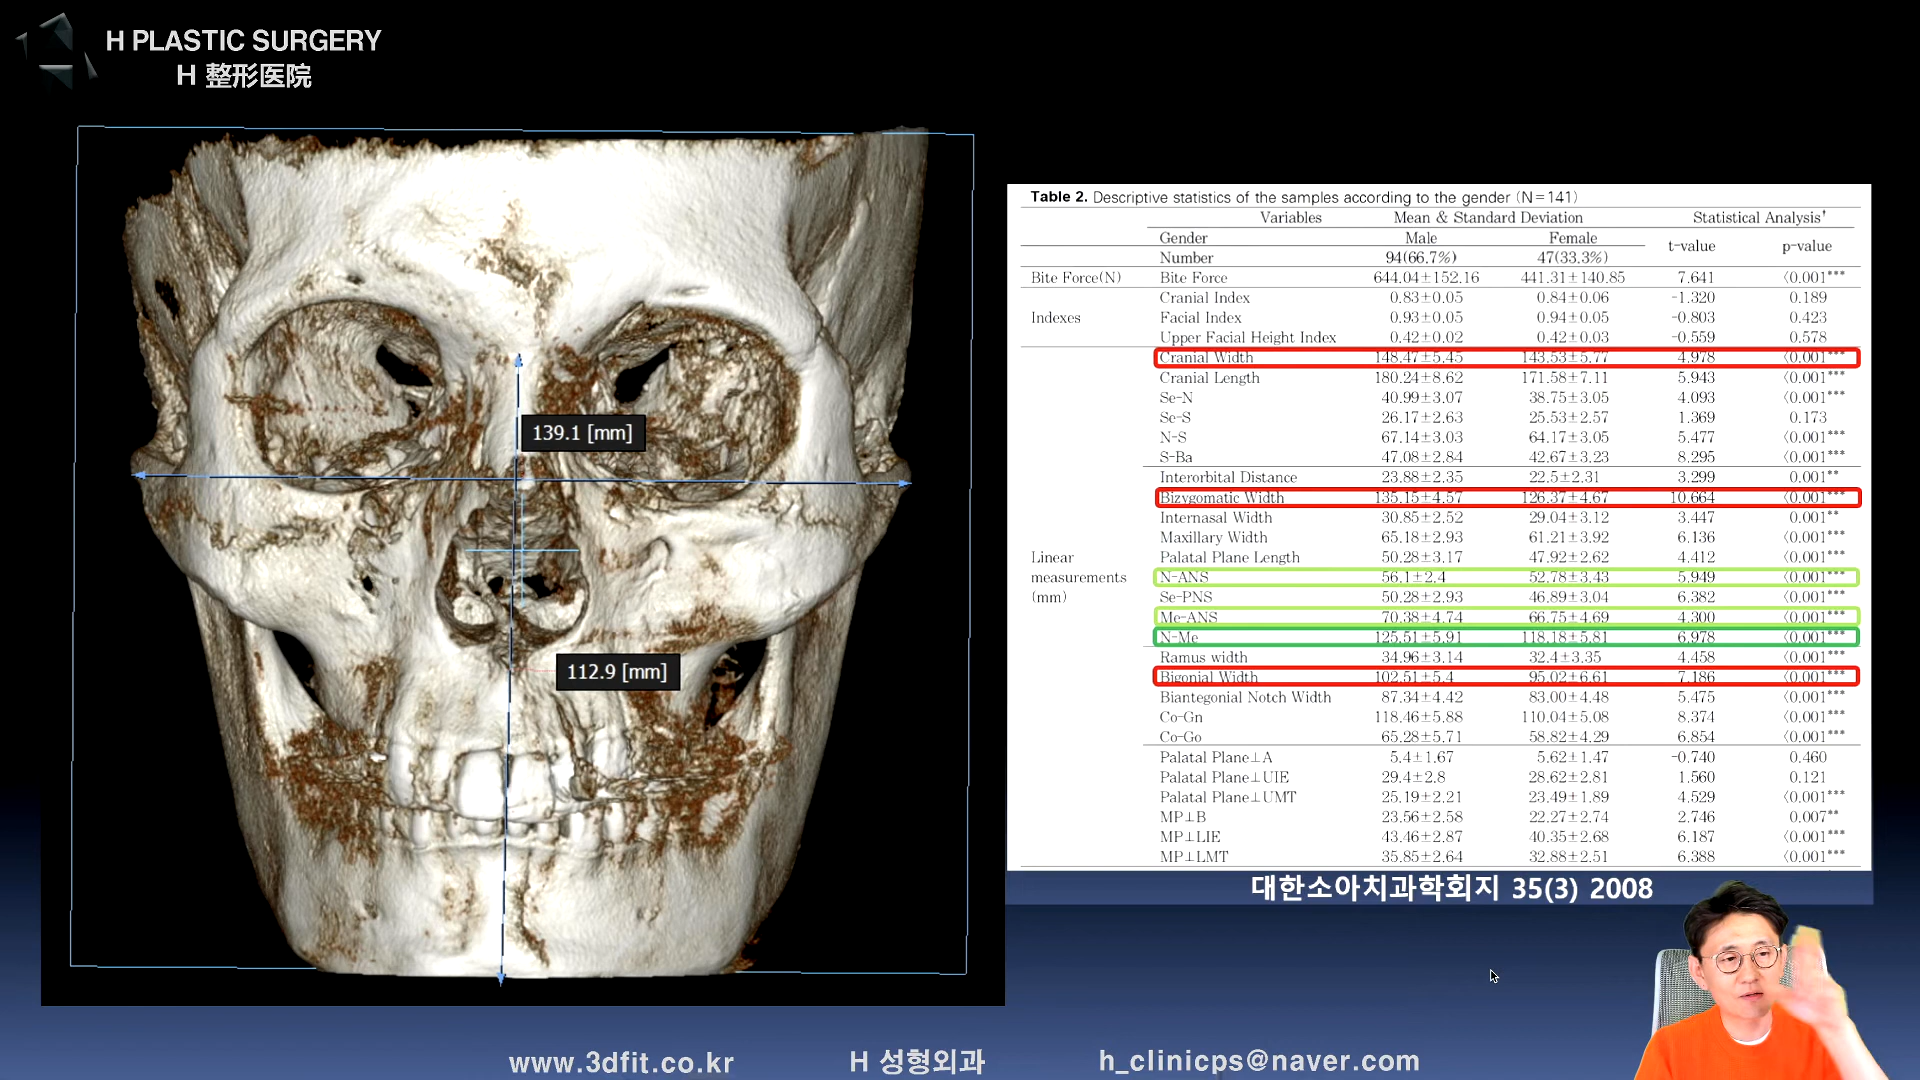 H PLASTIC SURGERY
H 整形医院
139.1 [mm]
112.9 [mm]
Table 2. Descriptive statistics of the samples according to the gender (N=141)
Variables Mean & Standard Deviation Statistical Analysis†
Gender Male Female t-value p-value
Number 94(66.7%) 47(33.3%)
Bite Force(N) Bite Force 644.04±152.16 441.31±140.85 7.641 <0.001***
Cranial Index 0.83±0.05 0.84±0.06 -1.320 0.189
Indexes Facial Index 0.93±0.05 0.94±0.05 -0.803 0.423
Upper Facial Height Index 0.42±0.02 0.42±0.03 -0.559 0.578
Cranial Width 148.47±5.45 143.53±5.77 4.978 <0.001***
Cranial Length 180.24±8.62 171.58±7.11 5.943 <0.001***
Se-N 40.99±3.07 38.75±3.05 4.093 <0.001***
Se-S 26.17±2.63 25.53±2.57 1.369 0.173
N-S 67.14±3.03 64.17±3.05 5.477 <0.001***
S-Ba 47.08±2.84 42.67±3.23 8.295 <0.001***
Interorbital Distance 23.88±2.35 22.5±2.31 3.299 0.001**
Bizygomatic Width 135.15±4.57 126.37±4.67 10.664 <0.001***
Internasal Width 30.85±2.52 29.04±3.12 3.447 0.001**
Maxillary Width 65.18±2.93 61.21±3.92 6.136 <0.001***
Linear Palatal Plane Length 50.28±3.17 47.92±2.62 4.412 <0.001***
measurements N-ANS 56.1±2.4 52.78±3.43 5.949 <0.001***
(mm) Se-PNS 50.28±2.93 46.89±3.04 6.382 <0.001***
Me-ANS 70.38±4.74 66.75±4.69 4.300 <0.001***
N-Me 125.51±5.91 118.18±5.81 6.978 <0.001***
Ramus width 34.96±3.14 32.4±3.35 4.458 <0.001***
Bigonial Width 102.51±5.4 95.02±6.61 7.186 <0.001***
Biantegonial Notch Width 87.34±4.42 83.00±4.48 5.475 <0.001***
Co-Gn 118.46±5.88 110.04±5.08 8.374 <0.001***
Co-Go 65.28±5.71 58.82±4.29 6.854 <0.001***
Palatal Plane⊥A 5.4±1.67 5.62±1.47 -0.740 0.460
Palatal Plane⊥UIE 29.4±2.8 28.62±2.81 1.560 0.121
Palatal Plane⊥UMT 25.19±2.21 23.49±1.89 4.529 <0.001***
MP⊥B 23.56±2.58 22.27±2.74 2.746 0.007**
MP⊥LIE 43.46±2.87 40.35±2.68 6.187 <0.001***
MP⊥LMT 35.85±2.64 32.88±2.51 6.388 <0.001***
대한소아치과학회지 35(3) 2008
www.3dfit.co.kr H 성형외과 h_clinicps@naver.com